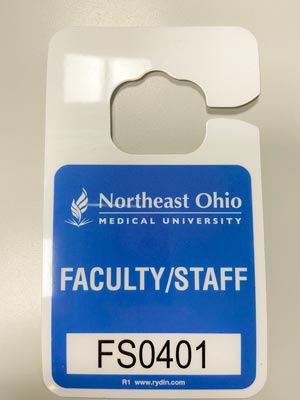 Northeast Ohio
MEDICAL UNIVERSITY
FACULTY/STAFF
FS0401
R1 www.rydin.com